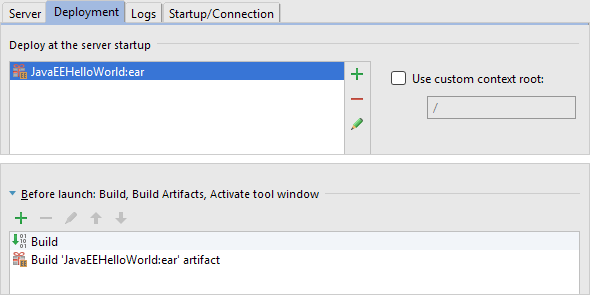 Server Deployment Logs Startup/Connection
Deploy at the server startup
JavaEEHelloWorld:ear
Use custom context root:
/
Before launch: Build, Build Artifacts, Activate tool window
Build
Build 'JavaEEHelloWorld:ear' artifact